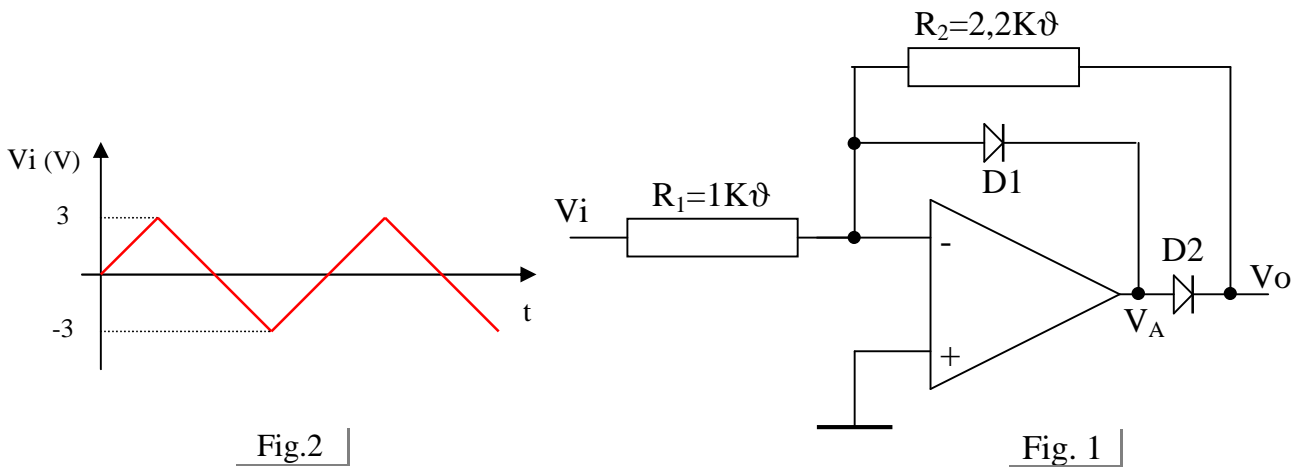 R₂=2,2Kϑ
Vi (V)
D1
R₁=1Kϑ
3
Vi
-
D2
Vo
t
-3
V_A
+
Fig.2
Fig. 1